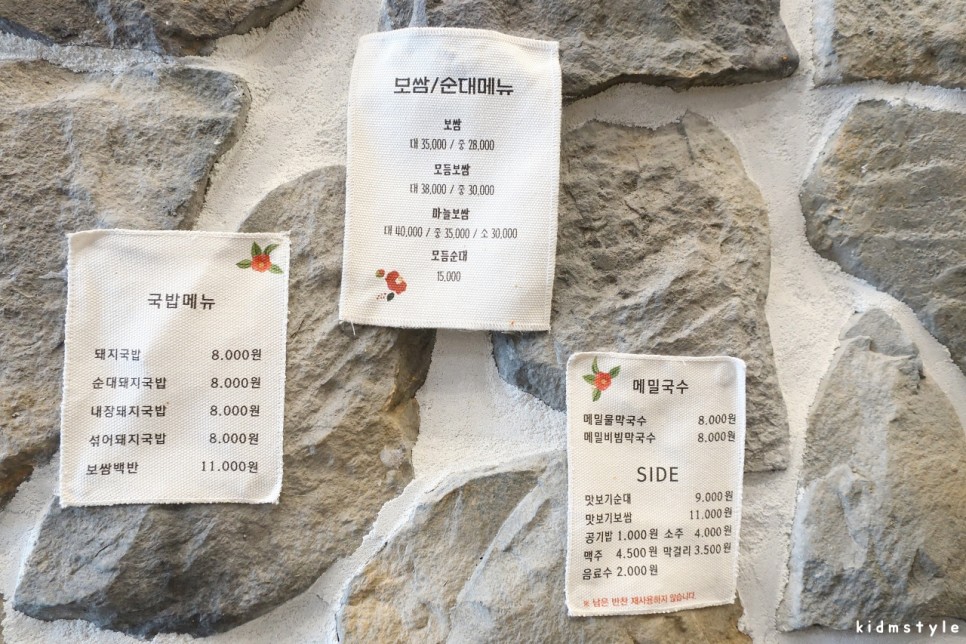 보쌈/순대메뉴
보쌈
대 35,000 / 중 28,000
모듬보쌈
대 38,000 / 중 30,000
마늘보쌈
대 40,000 / 중 35,000 / 소 30,000
모듬순대
15,000
국밥메뉴
돼지국밥 8.000원
순대돼지국밥 8.000원
내장돼지국밥 8.000원
섞어돼지국밥 8.000원
보쌈백반 11.000원
메밀국수
메밀물막국수 8,000원
메밀비빔막국수 8.000원
SIDE
맛보기순대 9.000원
맛보기보쌈 11.000원
공기밥 1.000원 소주 4.000원
맥주 4.500원 막걸리 3.500원
음료수 2.000원
※ 남은 반찬 재사용하지 않습니다.
kidmstyle